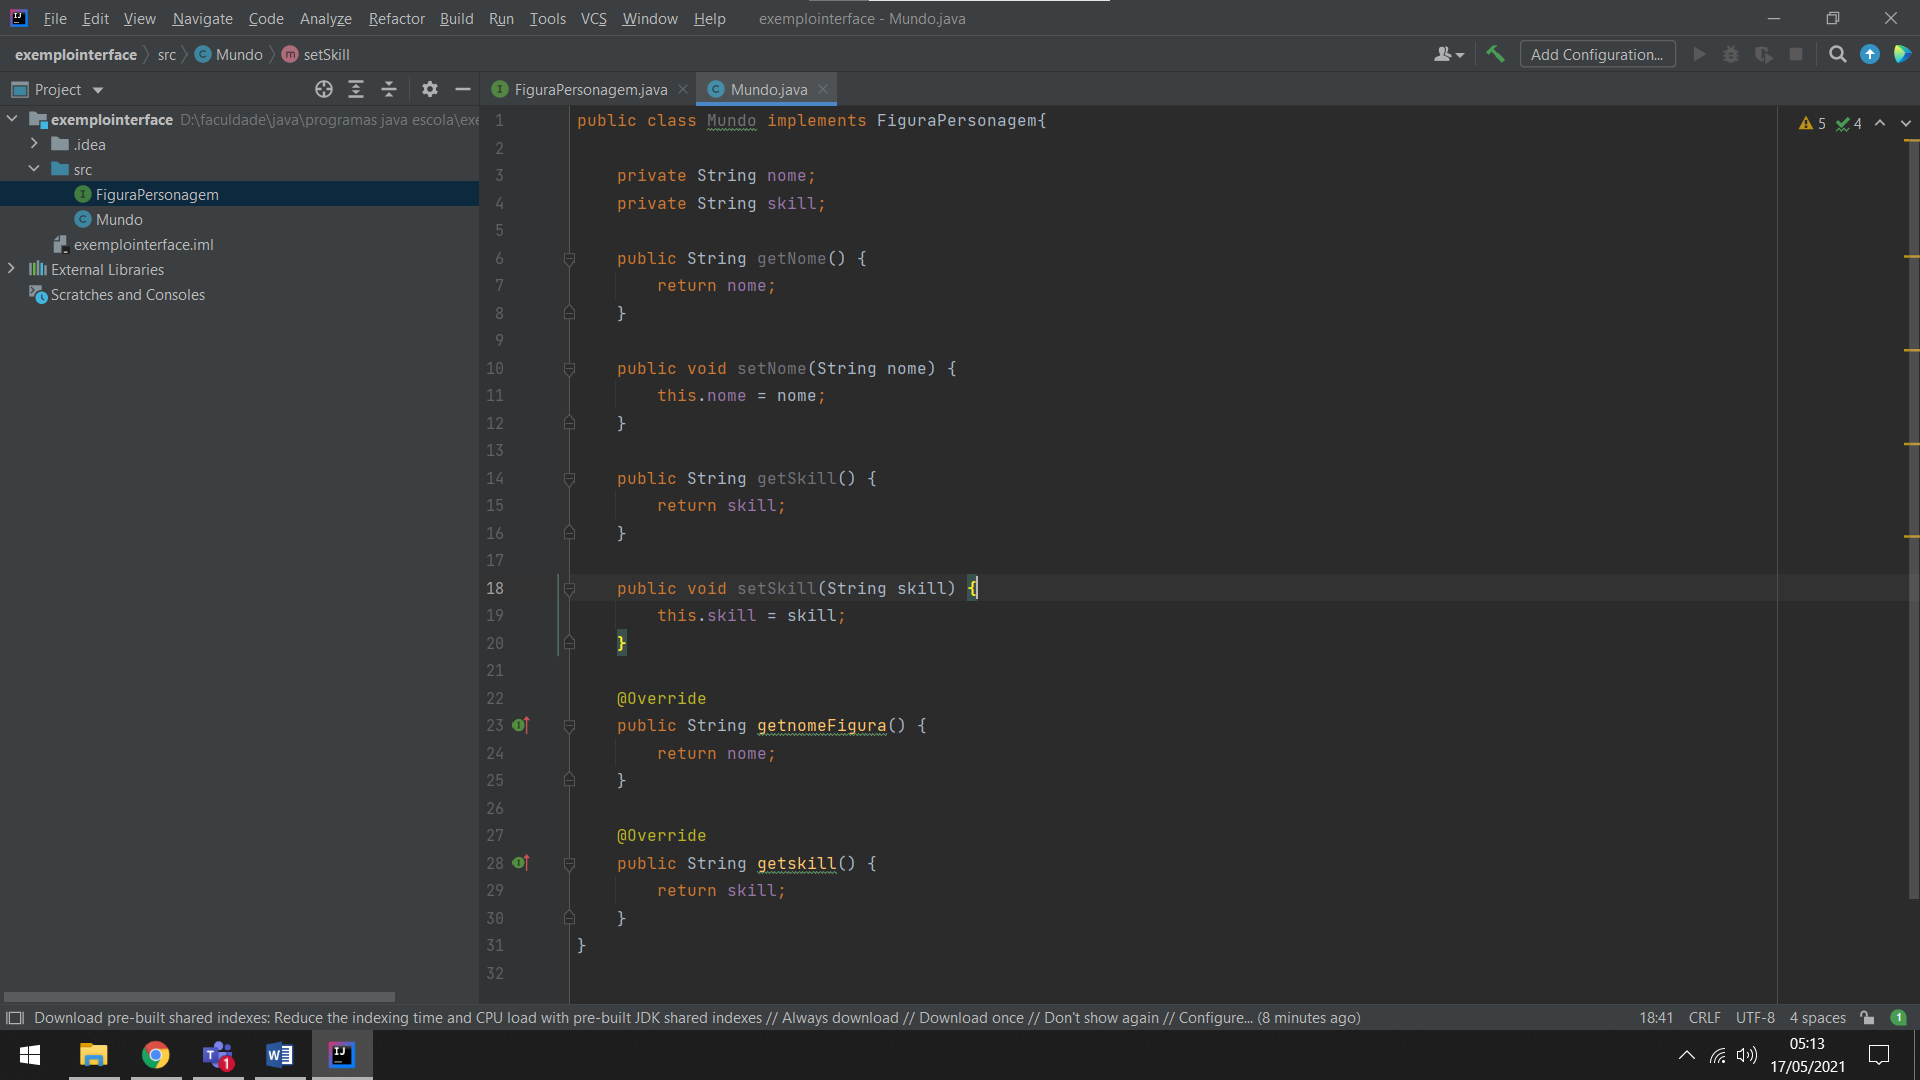 File Edit View Navigate Code Analyze Refactor Build Run Tools VCS Window Help exemplointerface - Mundo.java
exemplointerface src Mundo setSkill Add Configuration...
Project FiguraPersonagem.java Mundo.java
exemplointerface D:\faculdade\java\programas java escola\exe
.idea
src
FiguraPersonagem
Mundo
exemplointerface.iml
External Libraries
Scratches and Consoles
5 4
1 public class Mundo implements FiguraPersonagem{
2
3 private String nome;
4 private String skill;
5
6 public String getNome() {
7 return nome;
8 }
9
10 public void setNome(String nome) {
11 this.nome = nome;
12 }
13
14 public String getSkill() {
15 return skill;
16 }
17
18 public void setSkill(String skill) {
19 this.skill = skill;
20 }
21
22 @Override
23 public String getnomeFigura() {
24 return nome;
25 }
26
27 @Override
28 public String getskill() {
29 return skill;
30 }
31 }
32
Download pre-built shared indexes: Reduce the indexing time and CPU load with pre-built JDK shared indexes // Always download // Download once // Don't show again // Configure... (8 minutes ago) 18:41 CRLF UTF-8 4 spaces 1
05:13
17/05/2021